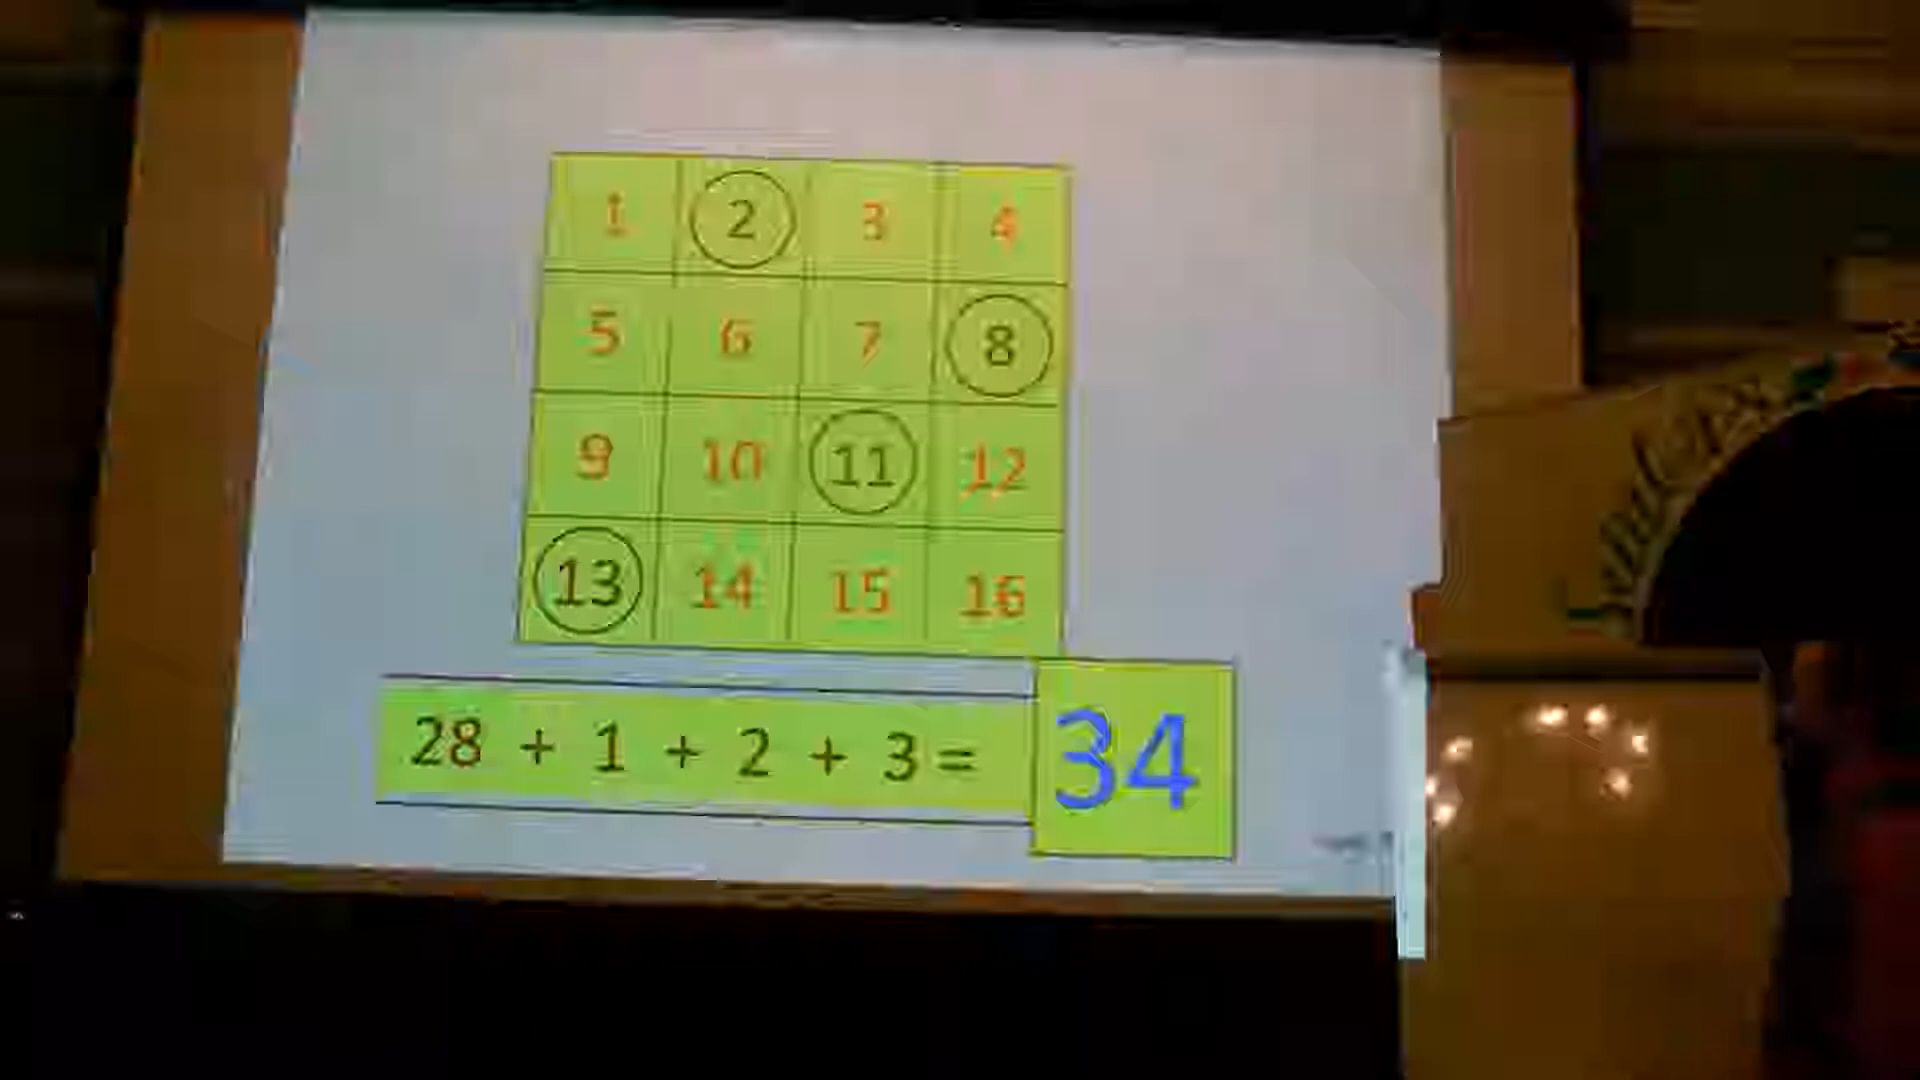 1 2 3 4
5 6 7 8
9 10 11 12
13 14 15 16
28 + 1 + 2 + 3 = 34